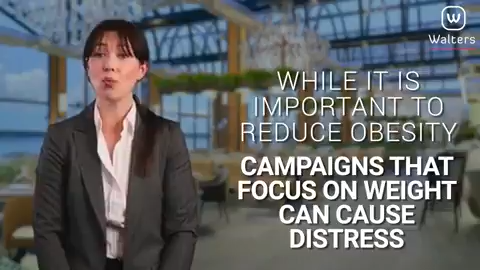 Walters
WHILE IT IS
IMPORTANT TO
REDUCE OBESITY
CAMPAIGNS THAT
FOCUS ON WEIGHT
CAN CAUSE
DISTRESS